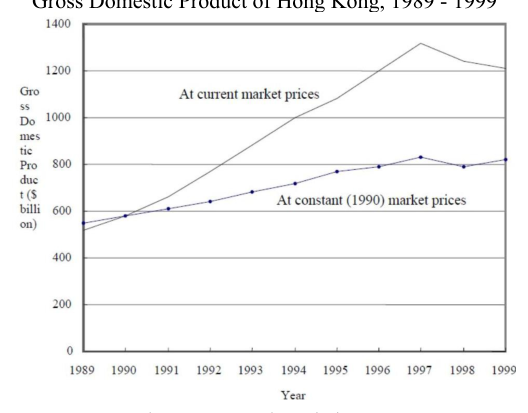 Gross Domestic Product of Hong Kong, 1989 - 1999
1400
1200
1000
800
600
400
200
0
Gro
ss
Do
mes
tic
Pro
duc
t ($
billi
on)
At current market prices
At constant (1990) market prices
1989 1990 1991 1992 1993 1994 1995 1996 1997 1998 1999
Year